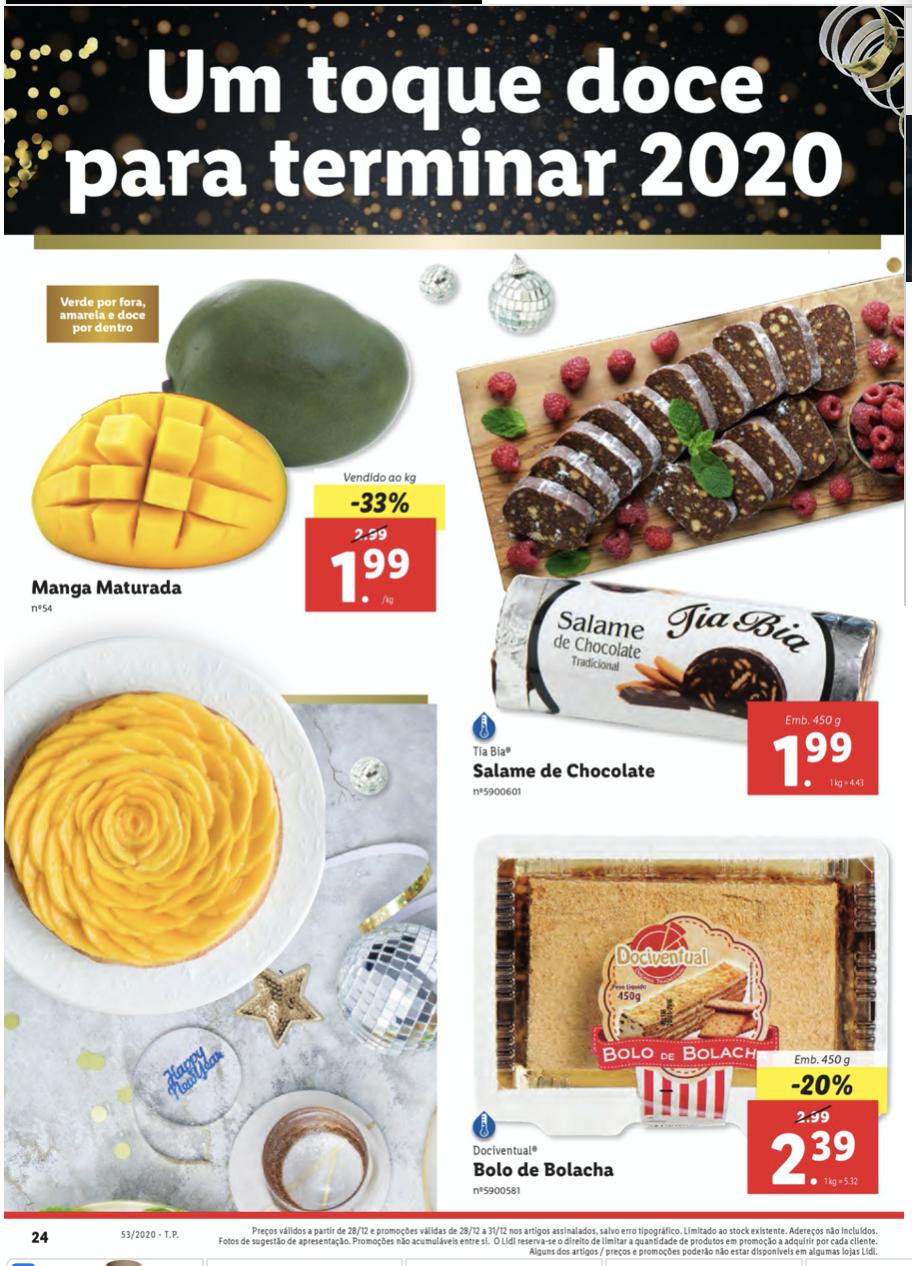 Um toque doce
para terminar 2020
Verde por fora,
amarela e doce
por dentro
Vendido ao kg
-33%
2.99
1.99
/kg
Manga Maturada
nº54
Salame
de Chocolate
Tradicional
Tia Bia
Emb. 450 g
1.99
1 kg = 4.43
Tia Bia®
Salame de Chocolate
nº5900601
Dociventual
Peso Líquido
450g
BOLO DE BOLACHA
Emb. 450 g
-20%
2.99
2.39
1 kg = 5.32
Dociventual®
Bolo de Bolacha
nº5900581
Happy
New Year
24
53/2020 - T.P.
Preços válidos a partir de 28/12 e promoções válidas de 28/12 a 31/12 nos artigos assinalados, salvo erro tipográfico. Limitado ao stock existente. Adereços não incluídos.
Fotos de sugestão de apresentação. Promoções não acumuláveis entre si. O Lidl reserva-se o direito de limitar a quantidade de produtos em promoção a adquirir por cada cliente.
Alguns dos artigos / preços e promoções poderão não estar disponíveis em algumas lojas Lidl.